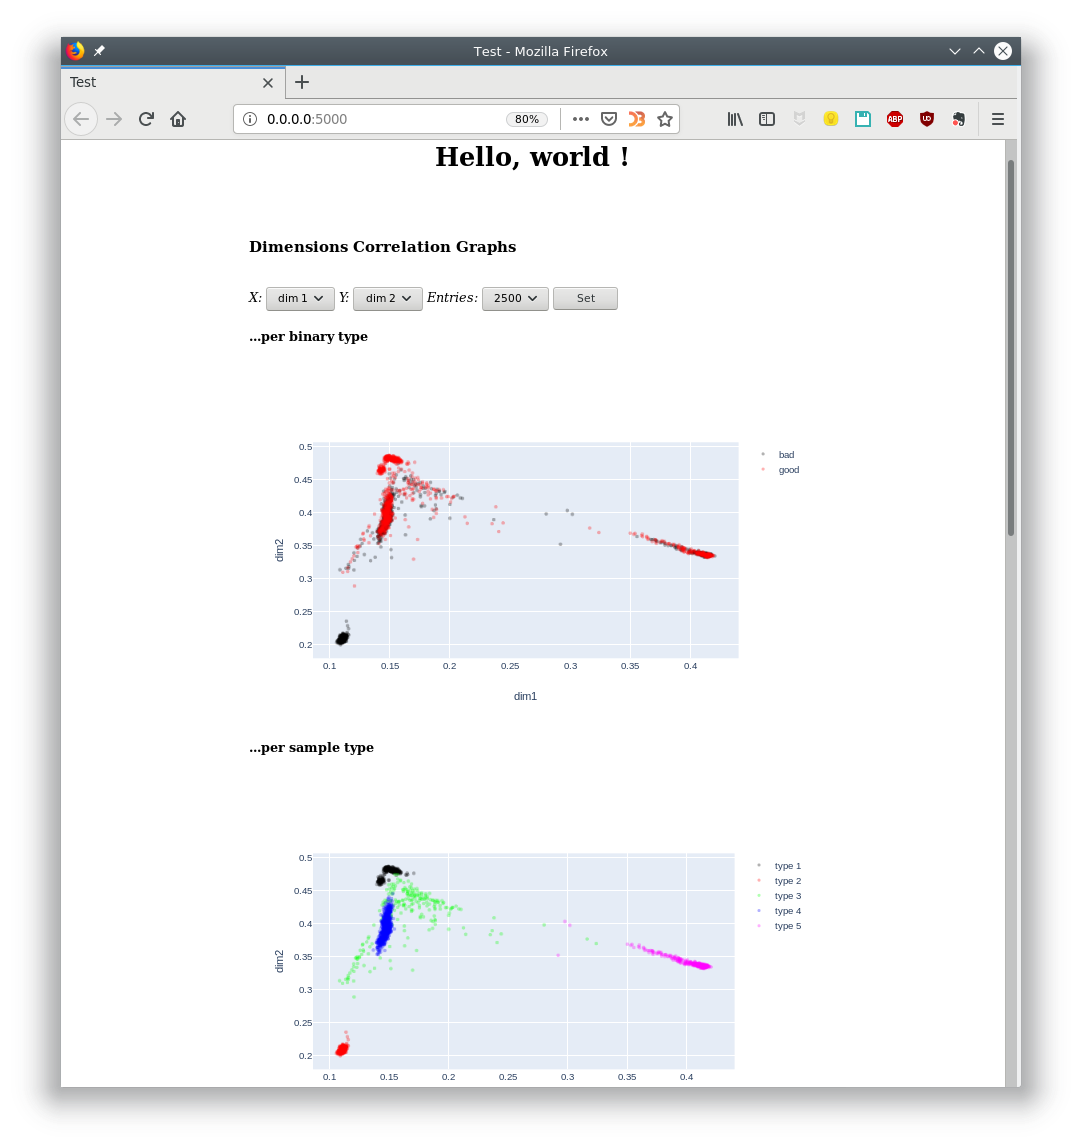 Test - Mozilla Firefox
Test
0.0.0.0:5000 80%
ABP
Hello, world !
Dimensions Correlation Graphs
X: dim 1 Y: dim 2 Entries: 2500 Set
...per binary type
0.5
0.45
0.4
0.35
0.3
0.25
0.2
dim2
0.1 0.15 0.2 0.25 0.3 0.35 0.4
dim1
bad
good
...per sample type
0.5
0.45
0.4
0.35
0.3
0.25
0.2
dim2
0.1 0.15 0.2 0.25 0.3 0.35 0.4
type 1
type 2
type 3
type 4
type 5